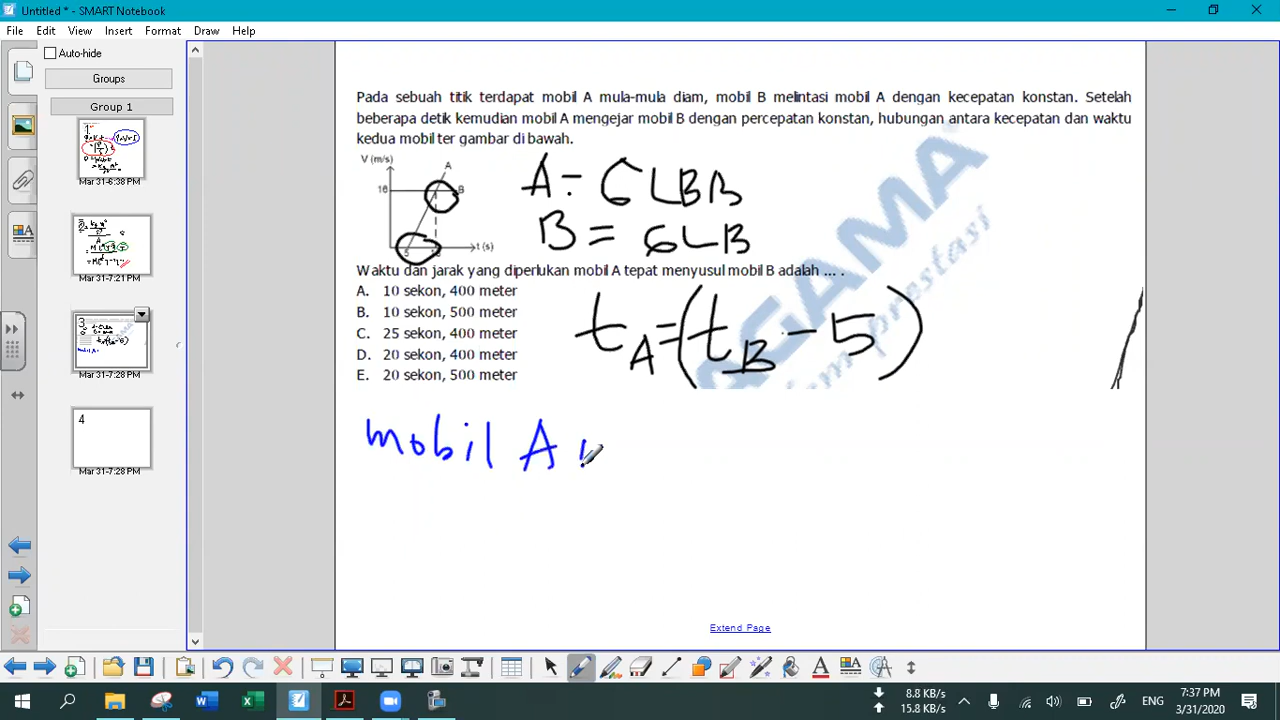 Untitled * - SMART Notebook
File Edit View Insert Format Draw Help
Auto-hide
Groups
Group 1
Mar 31-6:38 PM
Mar 31-7:21 PM
3
Mar 31-7:28 PM
4
Pada sebuah titik terdapat mobil A mula-mula diam, mobil B melintasi mobil A dengan kecepatan konstan. Setelah
beberapa detik kemudian mobil A mengejar mobil B dengan percepatan konstan, hubungan antara kecepatan dan waktu
kedua mobil ter gambar di bawah.
V (m/s)
A
B
t (s)
5
A = GLBB
B = GLB
Waktu dan jarak yang diperlukan mobil A tepat menyusul mobil B adalah ... .
A. 10 sekon, 400 meter
B. 10 sekon, 500 meter
C. 25 sekon, 400 meter
D. 20 sekon, 400 meter
E. 20 sekon, 500 meter
tA = (tB - 5)
AGAMA
prestasi
mobil A
Extend Page
8.8 KB/s
15.8 KB/s
ENG
7:37 PM
3/31/2020